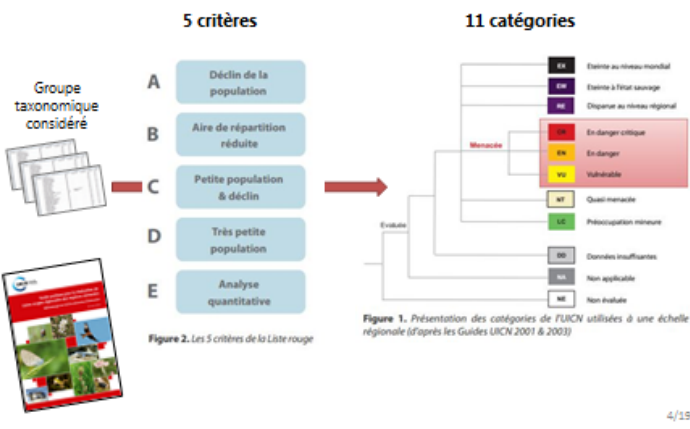 5 critères
11 catégories
Groupe
taxonomique
considéré
A
Déclin de la
population
B
Aire de répartition
réduite
C
Petite population
& déclin
D
Très petite
population
E
Analyse
quantitative
Figure 2. Les 5 critères de la Liste rouge
EX
Eteinte au niveau mondial
EW
Eteinte à l'état sauvage
RE
Disparue au niveau régional
Menacée
CR
En danger critique
EN
En danger
VU
Vulnérable
NT
Quasi menacée
LC
Préoccupation mineure
Evaluée
DD
Données insuffisantes
NA
Non applicable
NE
Non évaluée
Figure 1. Présentation des catégories de l'UICN utilisées à une échelle
régionale (d'après les Guides UICN 2001 & 2003)
4/19